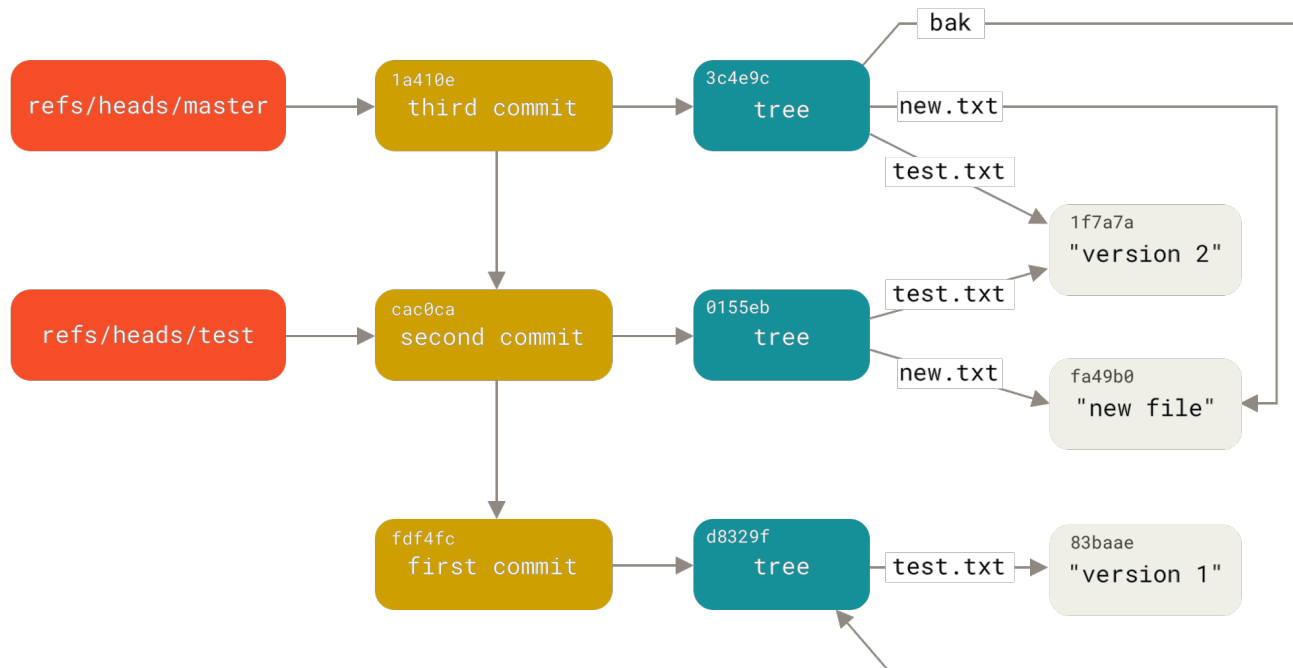 bak
refs/heads/master
1a410e
third commit
3c4e9c
tree
new.txt
test.txt
1f7a7a
"version 2"
refs/heads/test
cac0ca
second commit
0155eb
tree
test.txt
new.txt
fa49b0
"new file"
fdf4fc
first commit
d8329f
tree
test.txt
83baae
"version 1"